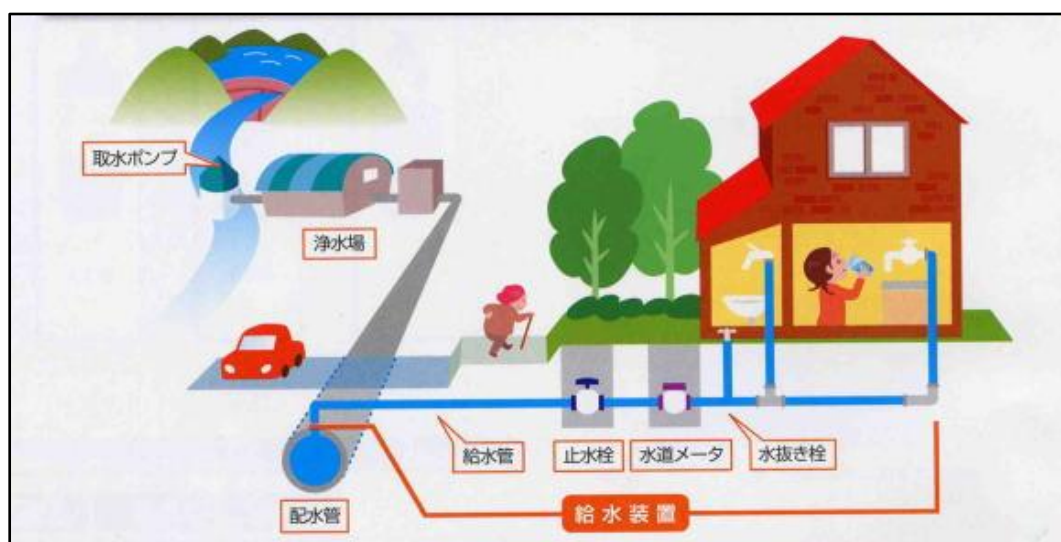 取水ポンプ
浄水場
給水管
止水栓
水道メータ
水抜き栓
配水管
給水装置